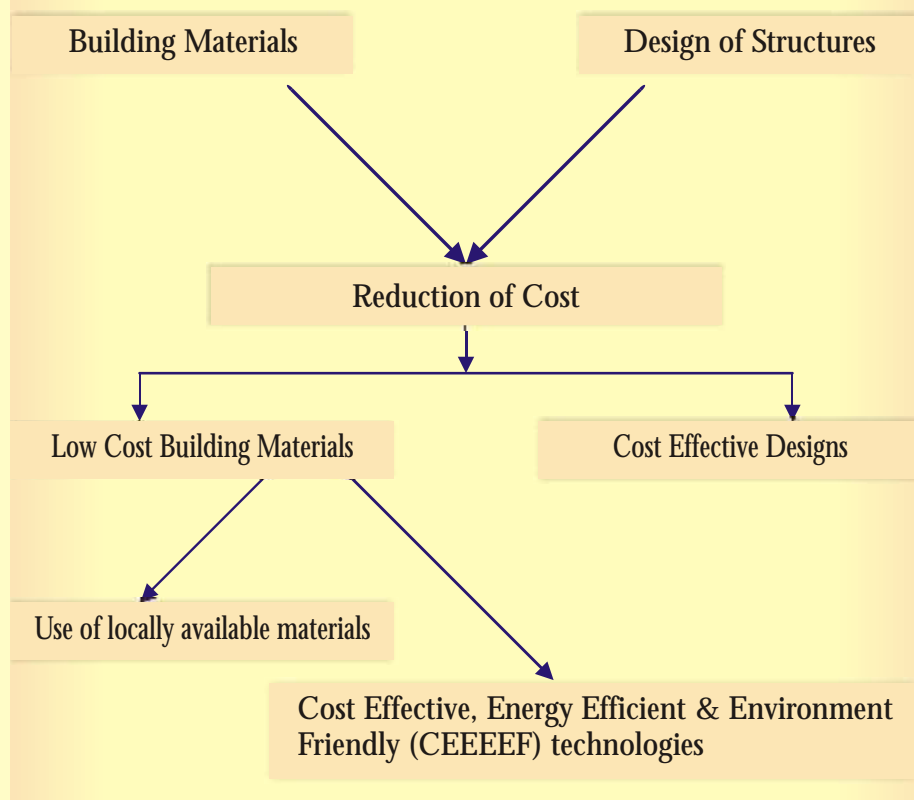 Building Materials
Design of Structures
Reduction of Cost
Low Cost Building Materials
Cost Effective Designs
Use of locally available materials
Cost Effective, Energy Efficient & Environment
Friendly (CEEEEF) technologies